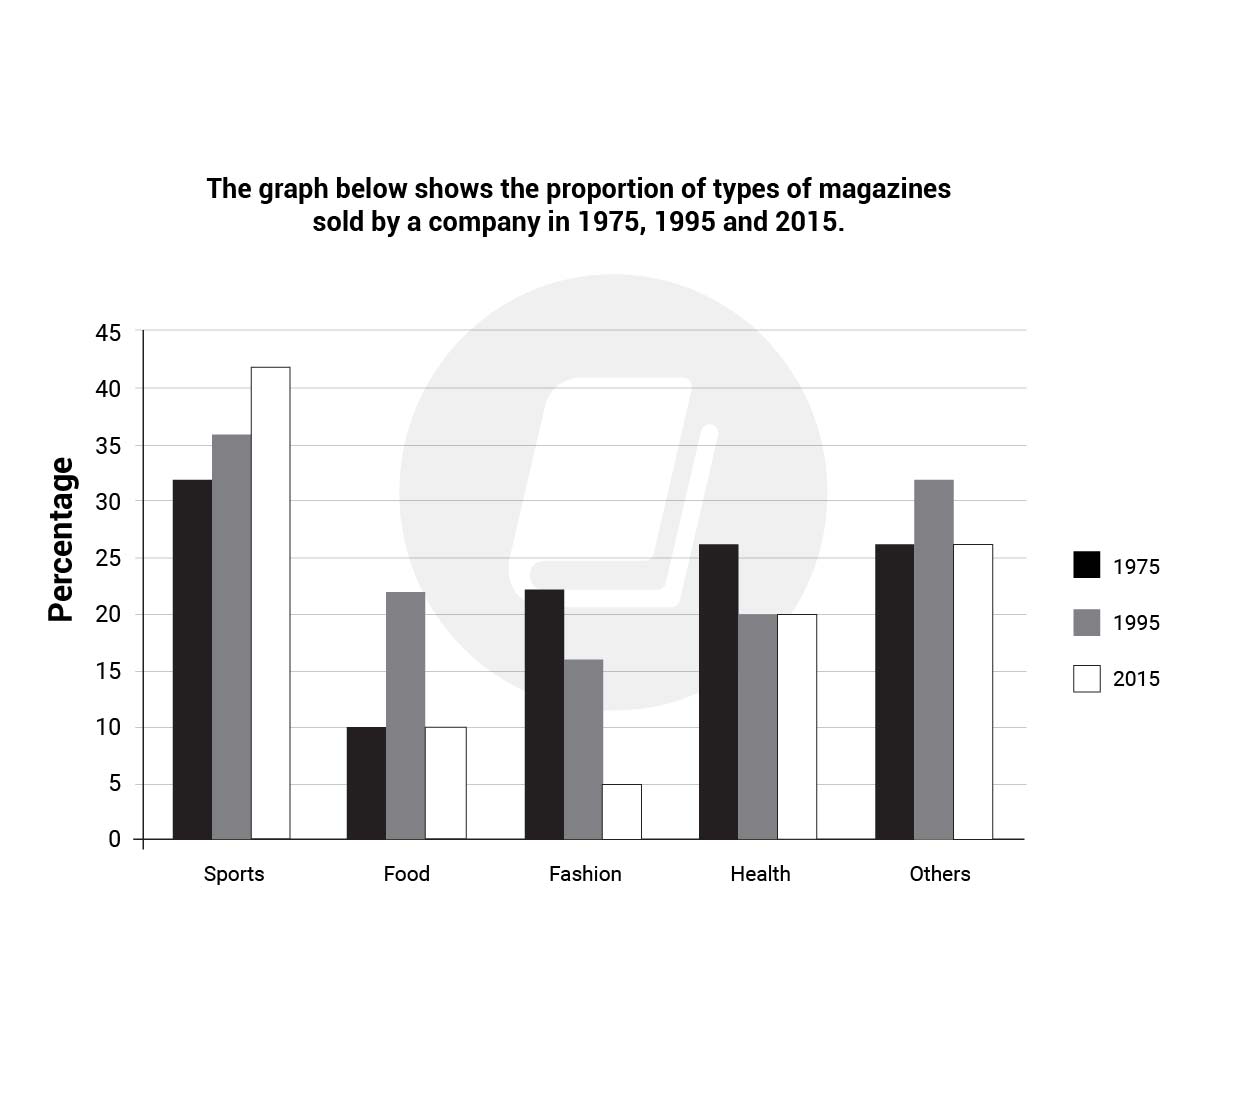 The graph below shows the proportion of types of magazines
sold by a company in 1975, 1995 and 2015.
Percentage
45
40
35
30
25
20
15
10
5
0
Sports
Food
Fashion
Health
Others
1975
1995
2015